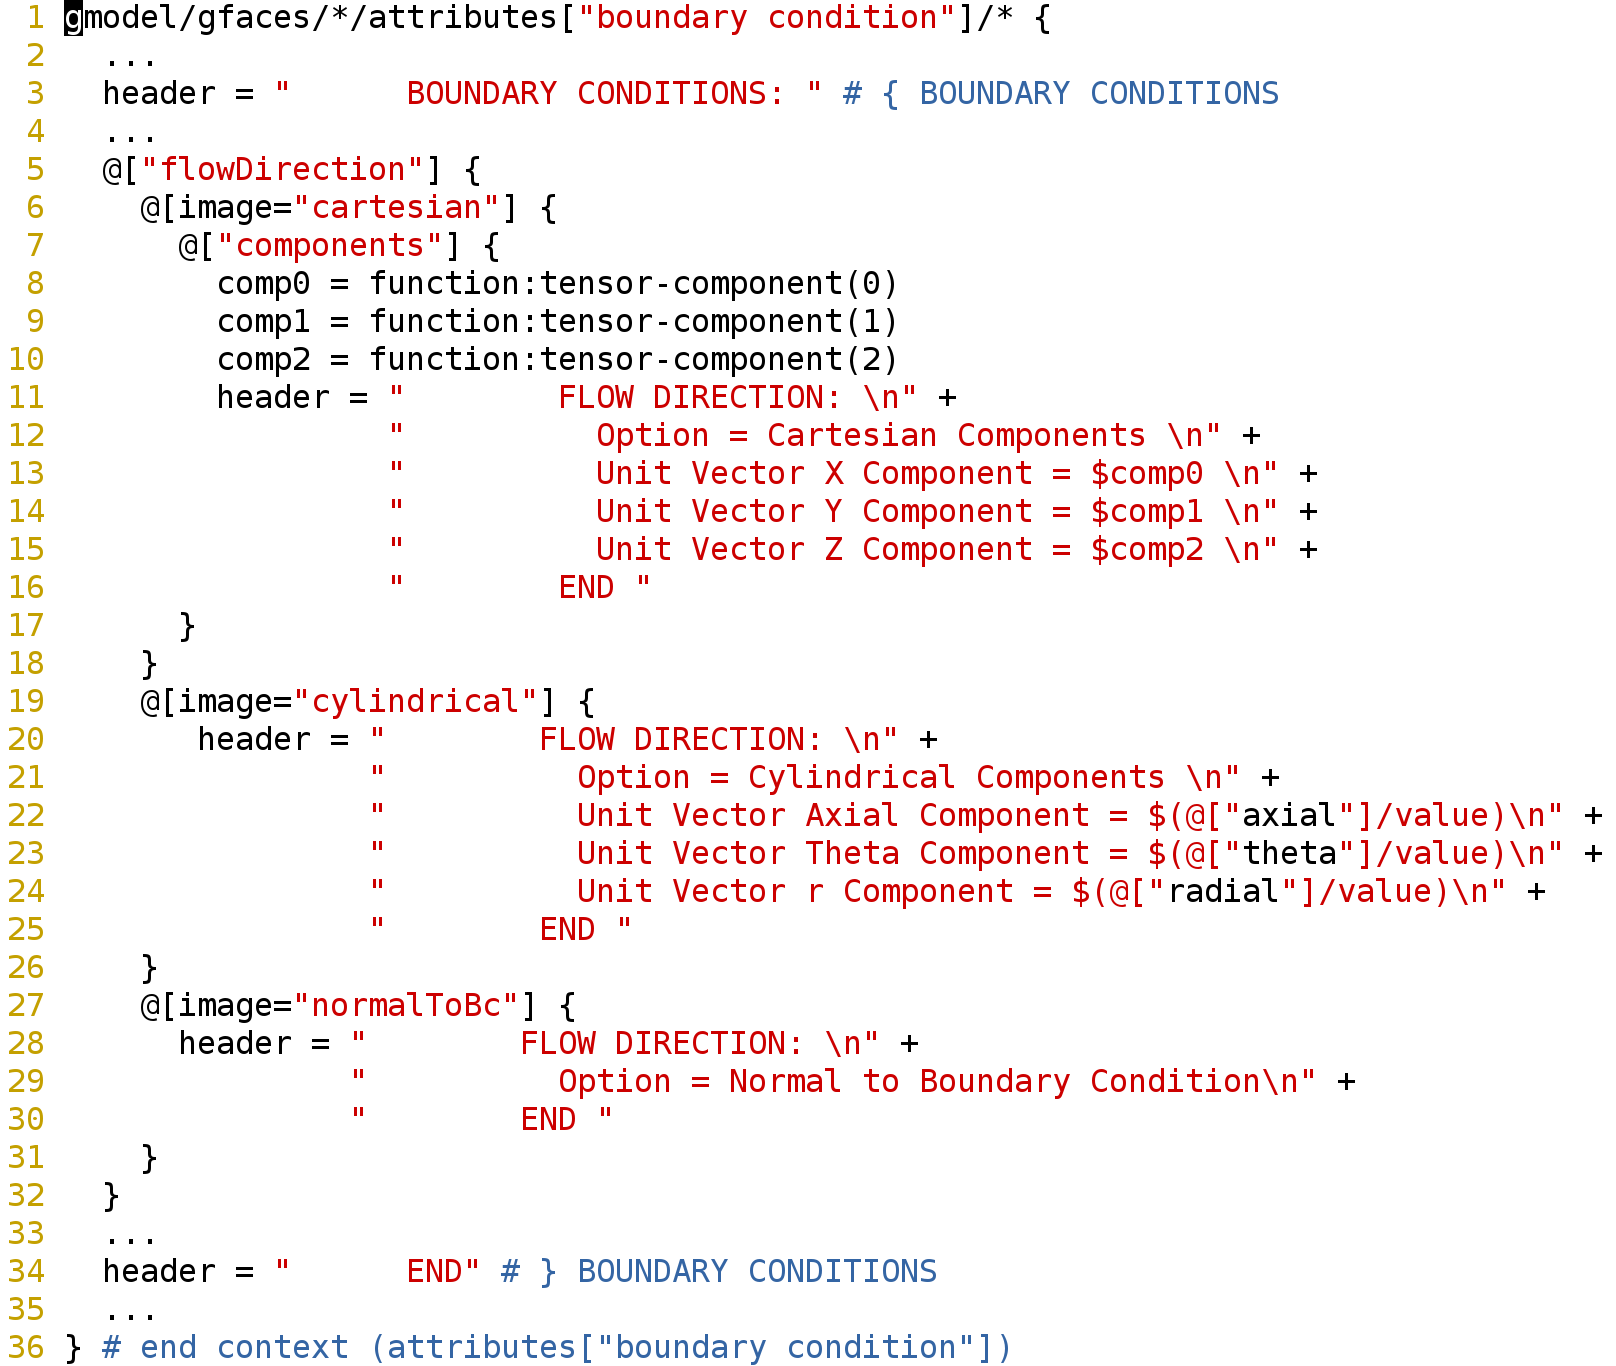 1 gmodel/gfaces/*/attributes["boundary condition"]/* {
2   ...
3   header = "      BOUNDARY CONDITIONS: " # { BOUNDARY CONDITIONS
4   ...
5   @["flowDirection"] {
6     @[image="cartesian"] {
7       @["components"] {
8         comp0 = function:tensor-component(0)
9         comp1 = function:tensor-component(1)
10         comp2 = function:tensor-component(2)
11         header = "        FLOW DIRECTION: \n" +
12                  "          Option = Cartesian Components \n" +
13                  "          Unit Vector X Component = $comp0 \n" +
14                  "          Unit Vector Y Component = $comp1 \n" +
15                  "          Unit Vector Z Component = $comp2 \n" +
16                  "        END "
17       }
18     }
19     @[image="cylindrical"] {
20        header = "        FLOW DIRECTION: \n" +
21                 "          Option = Cylindrical Components \n" +
22                 "          Unit Vector Axial Component = $(@["axial"]/value)\n" +
23                 "          Unit Vector Theta Component = $(@["theta"]/value)\n" +
24                 "          Unit Vector r Component = $(@["radial"]/value)\n" +
25                 "        END "
26     }
27     @[image="normalToBc"] {
28       header = "        FLOW DIRECTION: \n" +
29                "          Option = Normal to Boundary Condition\n" +
30                "        END "
31     }
32   }
33   ...
34   header = "      END" # } BOUNDARY CONDITIONS
35   ...
36 } # end context (attributes["boundary condition"])